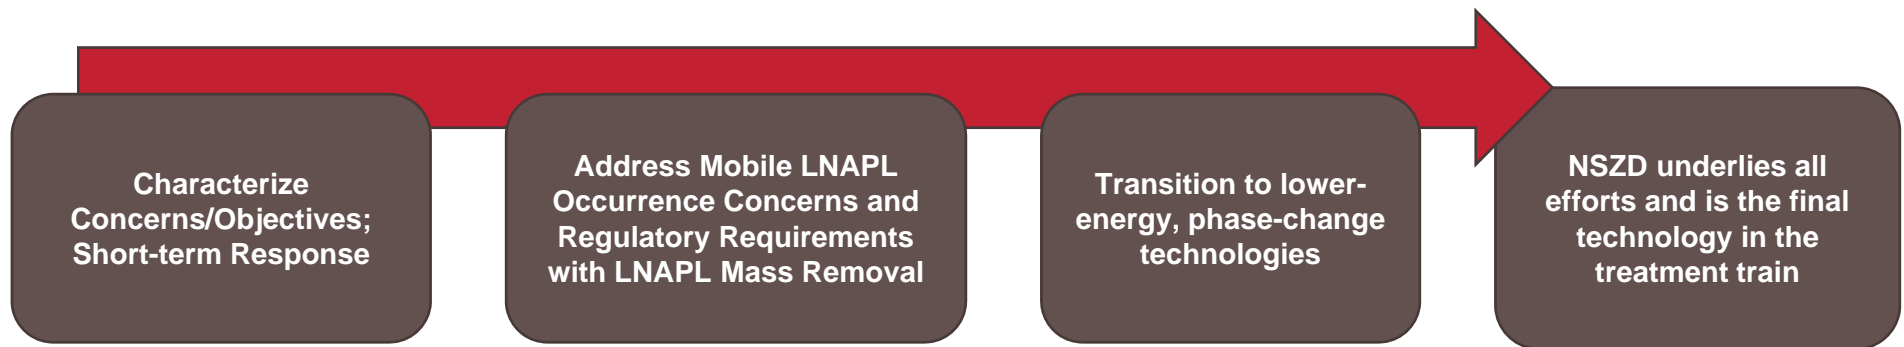 Characterize
Concerns/Objectives;
Short-term Response
Address Mobile LNAPL
Occurrence Concerns and
Regulatory Requirements
with LNAPL Mass Removal
Transition to lower-
energy, phase-change
technologies
NSZD underlies all
efforts and is the final
technology in the
treatment train